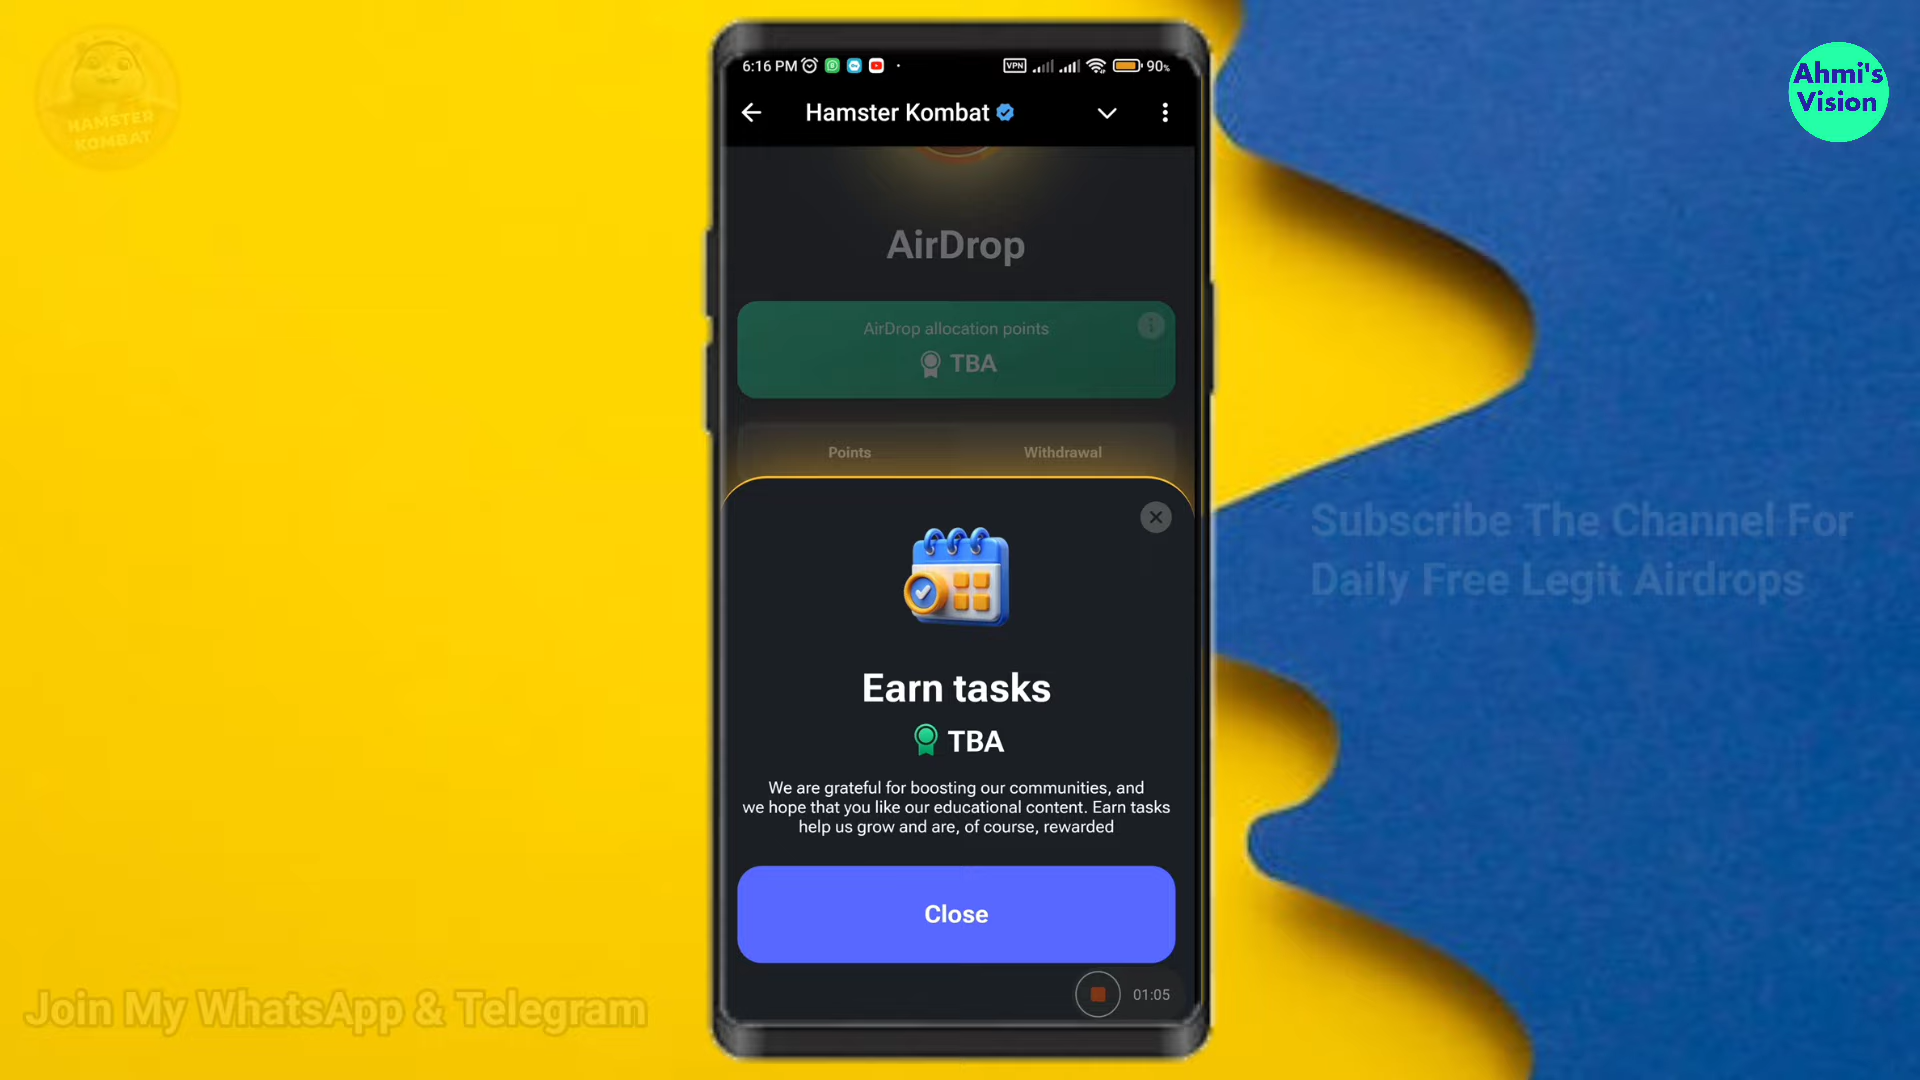 HAMSTER
KOMBAT
Ahmi's
Vision
6:16 PM
VPN
90%
Hamster Kombat
AirDrop
AirDrop allocation points
TBA
Points
Withdrawal
Earn tasks
TBA
We are grateful for boosting our communities, and
we hope that you like our educational content. Earn tasks
help us grow and are, of course, rewarded
Close
01:05
Subscribe The Channel For
Daily Free Legit Airdrops
Join My WhatsApp & Telegram